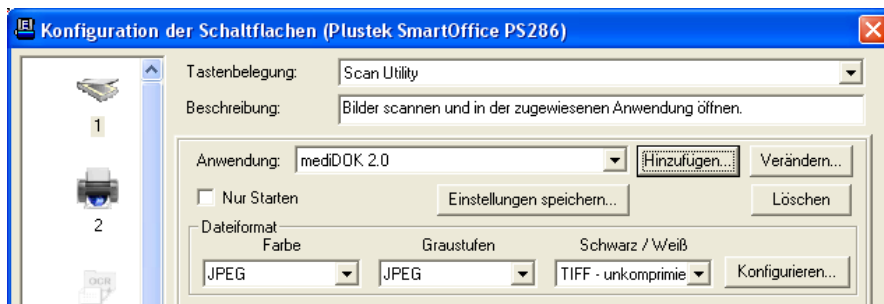 Konfiguration der Schaltflächen (Plustek SmartOffice PS286)
1
2
OCR
Tastenbelegung: Scan Utility
Beschreibung: Bilder scannen und in der zugewiesenen Anwendung öffnen.
Anwendung: mediDOK 2.0 Hinzufügen... Verändern...
Nur Starten Einstellungen speichern... Löschen
Dateiformat
Farbe Graustufen Schwarz / Weiß
JPEG JPEG TIFF - unkomprimie Konfigurieren...